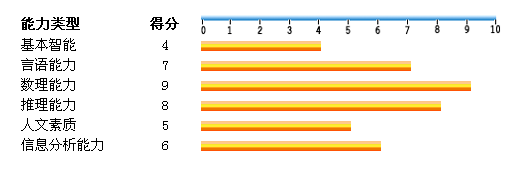 能力类型 得分 0 1 2 3 4 5 6 7 8 9 10
基本智能 4
言语能力 7
数理能力 9
推理能力 8
人文素质 5
信息分析能力 6